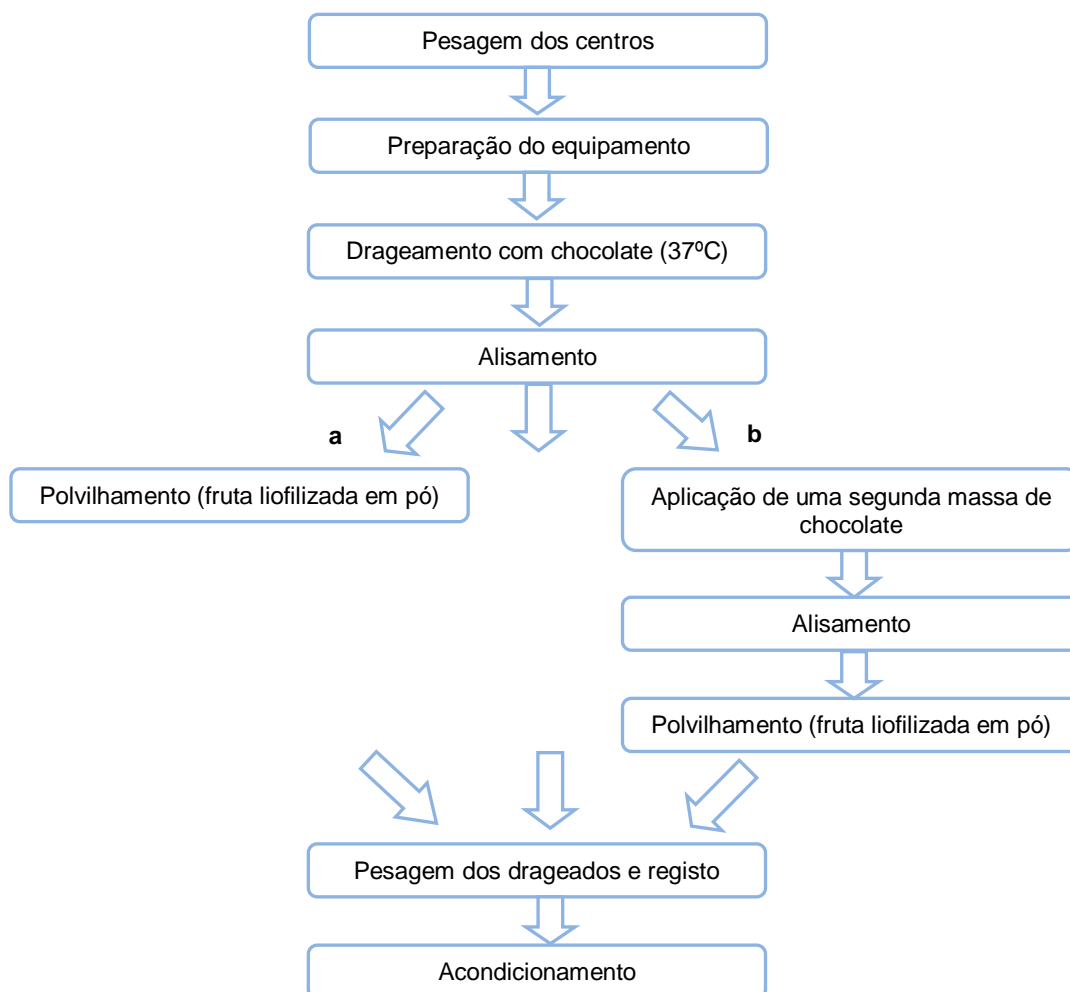 Pesagem dos centros
Preparação do equipamento
Drageamento com chocolate (37ºC)
Alisamento
a
b
Polvilhamento (fruta liofilizada em pó)
Aplicação de uma segunda massa de
chocolate
Alisamento
Polvilhamento (fruta liofilizada em pó)
Pesagem dos drageados e registo
Acondicionamento